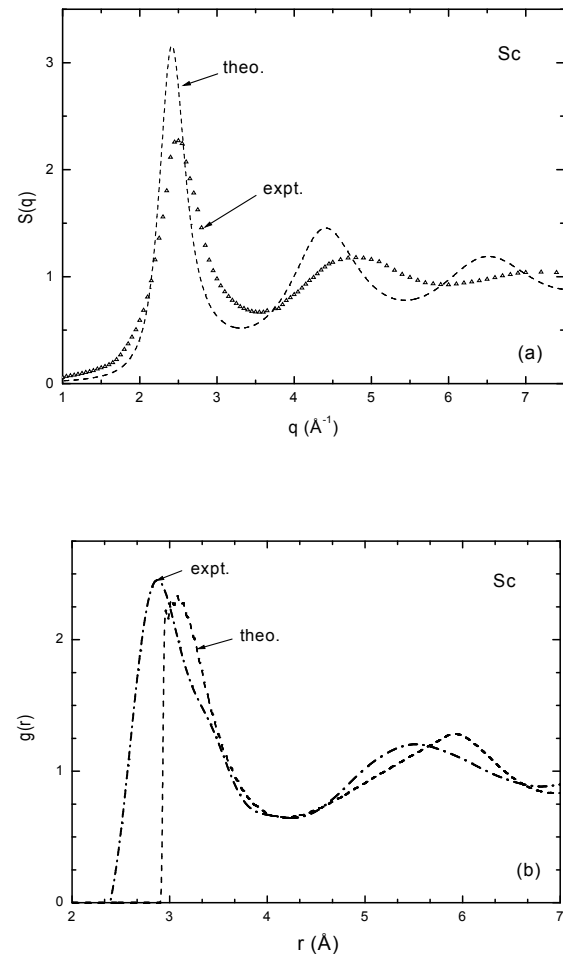 Sc
theo.
expt.
S(q)
3
2
1
0
(a)
1 2 3 4 5 6 7
q (Å⁻¹)
expt.
Sc
theo.
g(r)
2
1
0
(b)
2 3 4 5 6 7
r (Å)